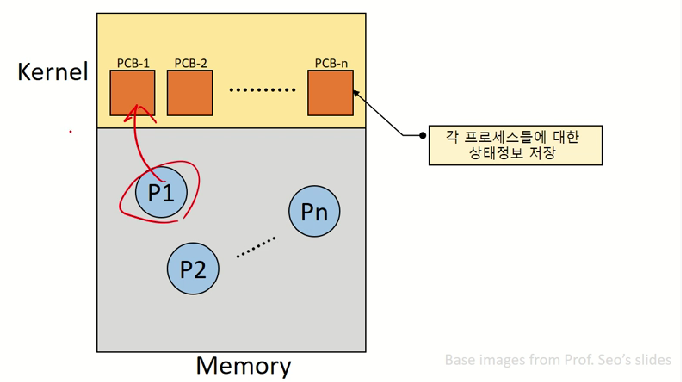 Kernel
PCB-1 PCB-2 PCB-n
각 프로세스들에 대한
상태정보 저장
P1
Pn
P2
Memory
Base images from Prof. Seo's slides